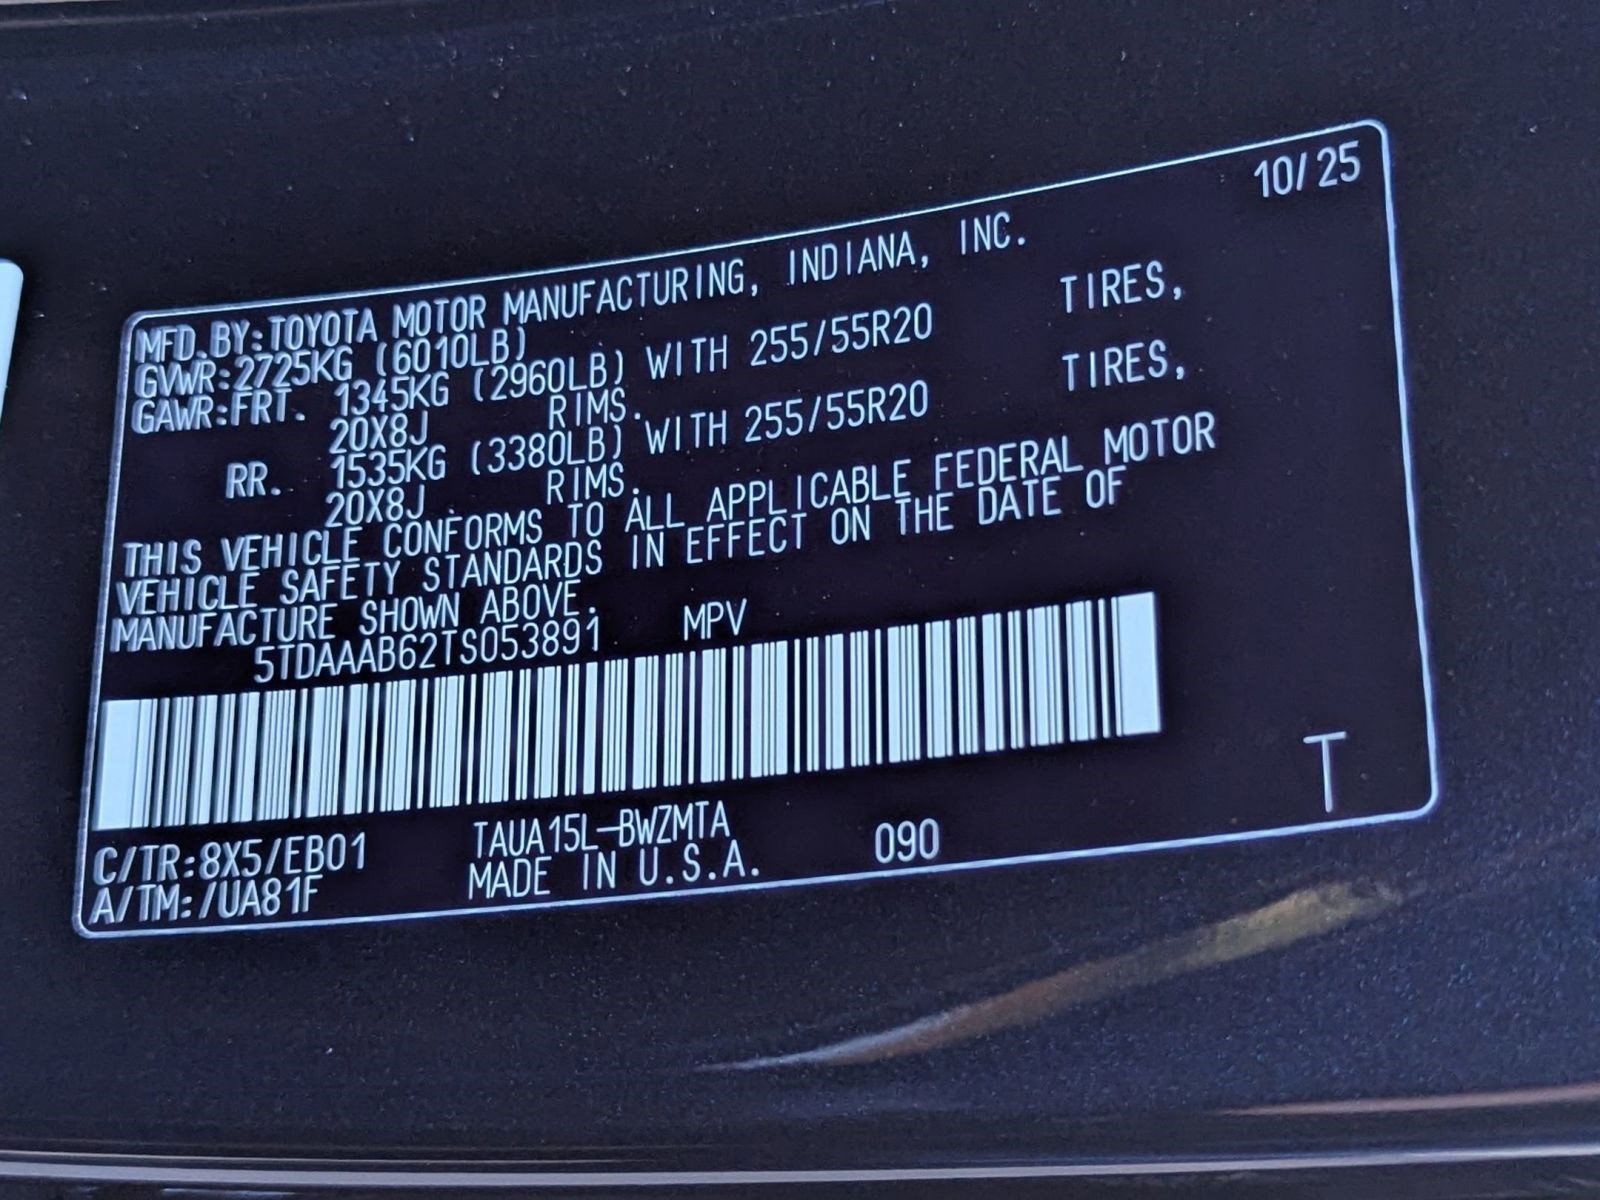 10/25
MFD.BY:TOYOTA MOTOR MANUFACTURING, INDIANA, INC.
GVWR:2725KG (6010LB)
GAWR:FRT. 1345KG (2960LB) WITH 255/55R20 TIRES,
20X8J RIMS.
RR. 1535KG (3380LB) WITH 255/55R20 TIRES,
20X8J RIMS.
THIS VEHICLE CONFORMS TO ALL APPLICABLE FEDERAL MOTOR
VEHICLE SAFETY STANDARDS IN EFFECT ON THE DATE OF
MANUFACTURE SHOWN ABOVE.
5TDAAAB62TS053891 MPV
T
C/TR:8X5/EB01 TAUA15L-BWZMTA 090
A/TM:/UA81F MADE IN U.S.A.